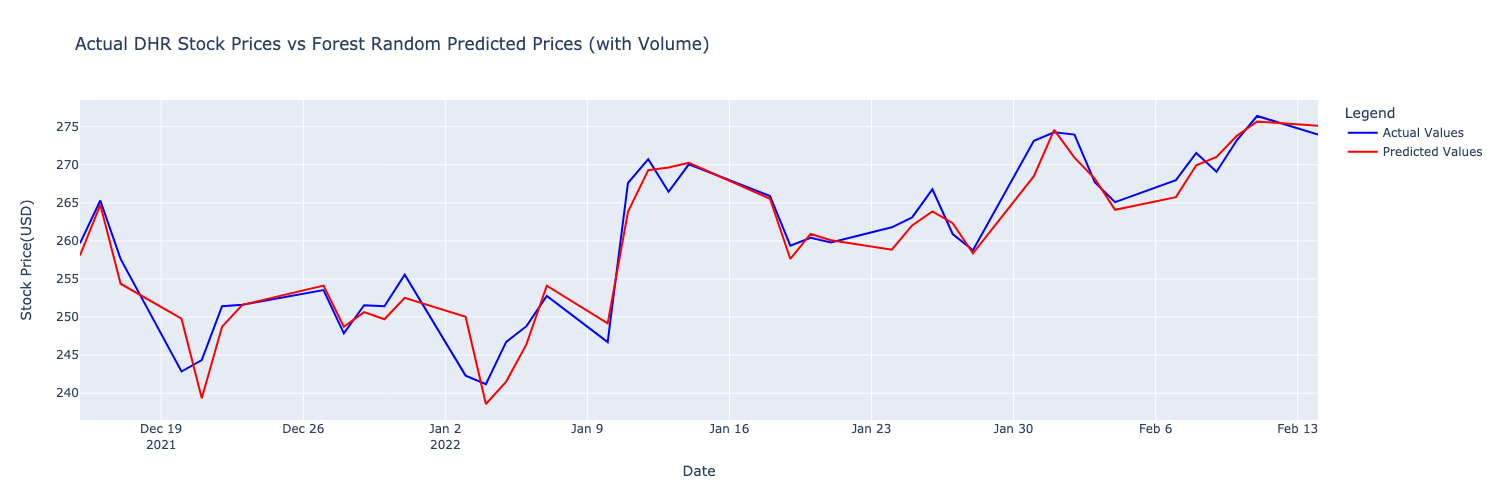 Actual DHR Stock Prices vs Forest Random Predicted Prices (with Volume)
Legend
Actual Values
Predicted Values
Stock Price(USD)
275
270
265
260
255
250
245
240
Dec 19 Dec 26 Jan 2 Jan 9 Jan 16 Jan 23 Jan 30 Feb 6 Feb 13
2021 2022
Date